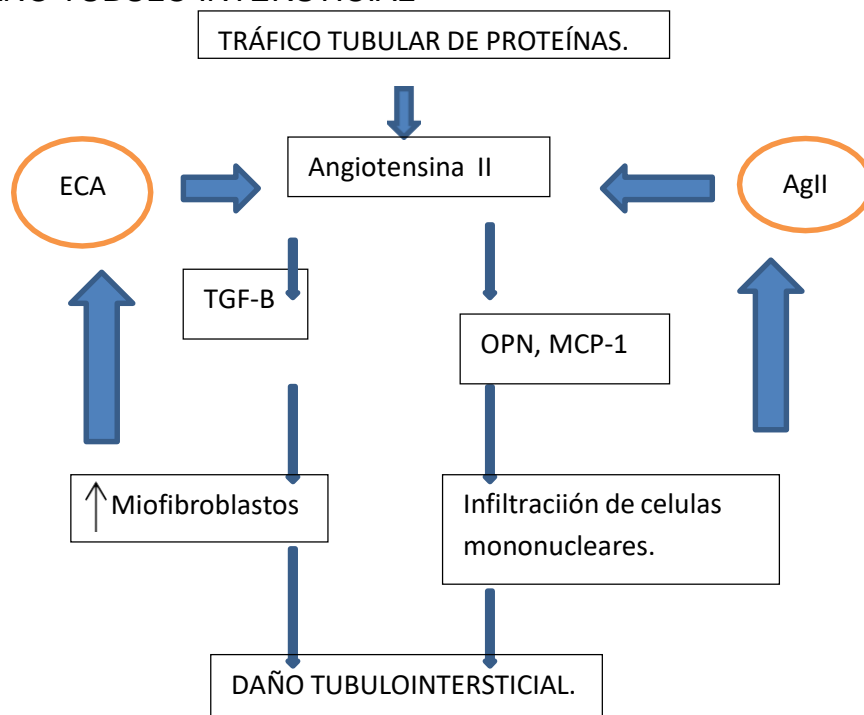 TRÁFICO TUBULAR DE PROTEÍNAS.
Angiotensina II
ECA
AgII
TGF-B
OPN, MCP-1
Miofibroblastos
Infiltraciión de celulas
mononucleares.
DAÑO TUBULOINTERSTICIAL.